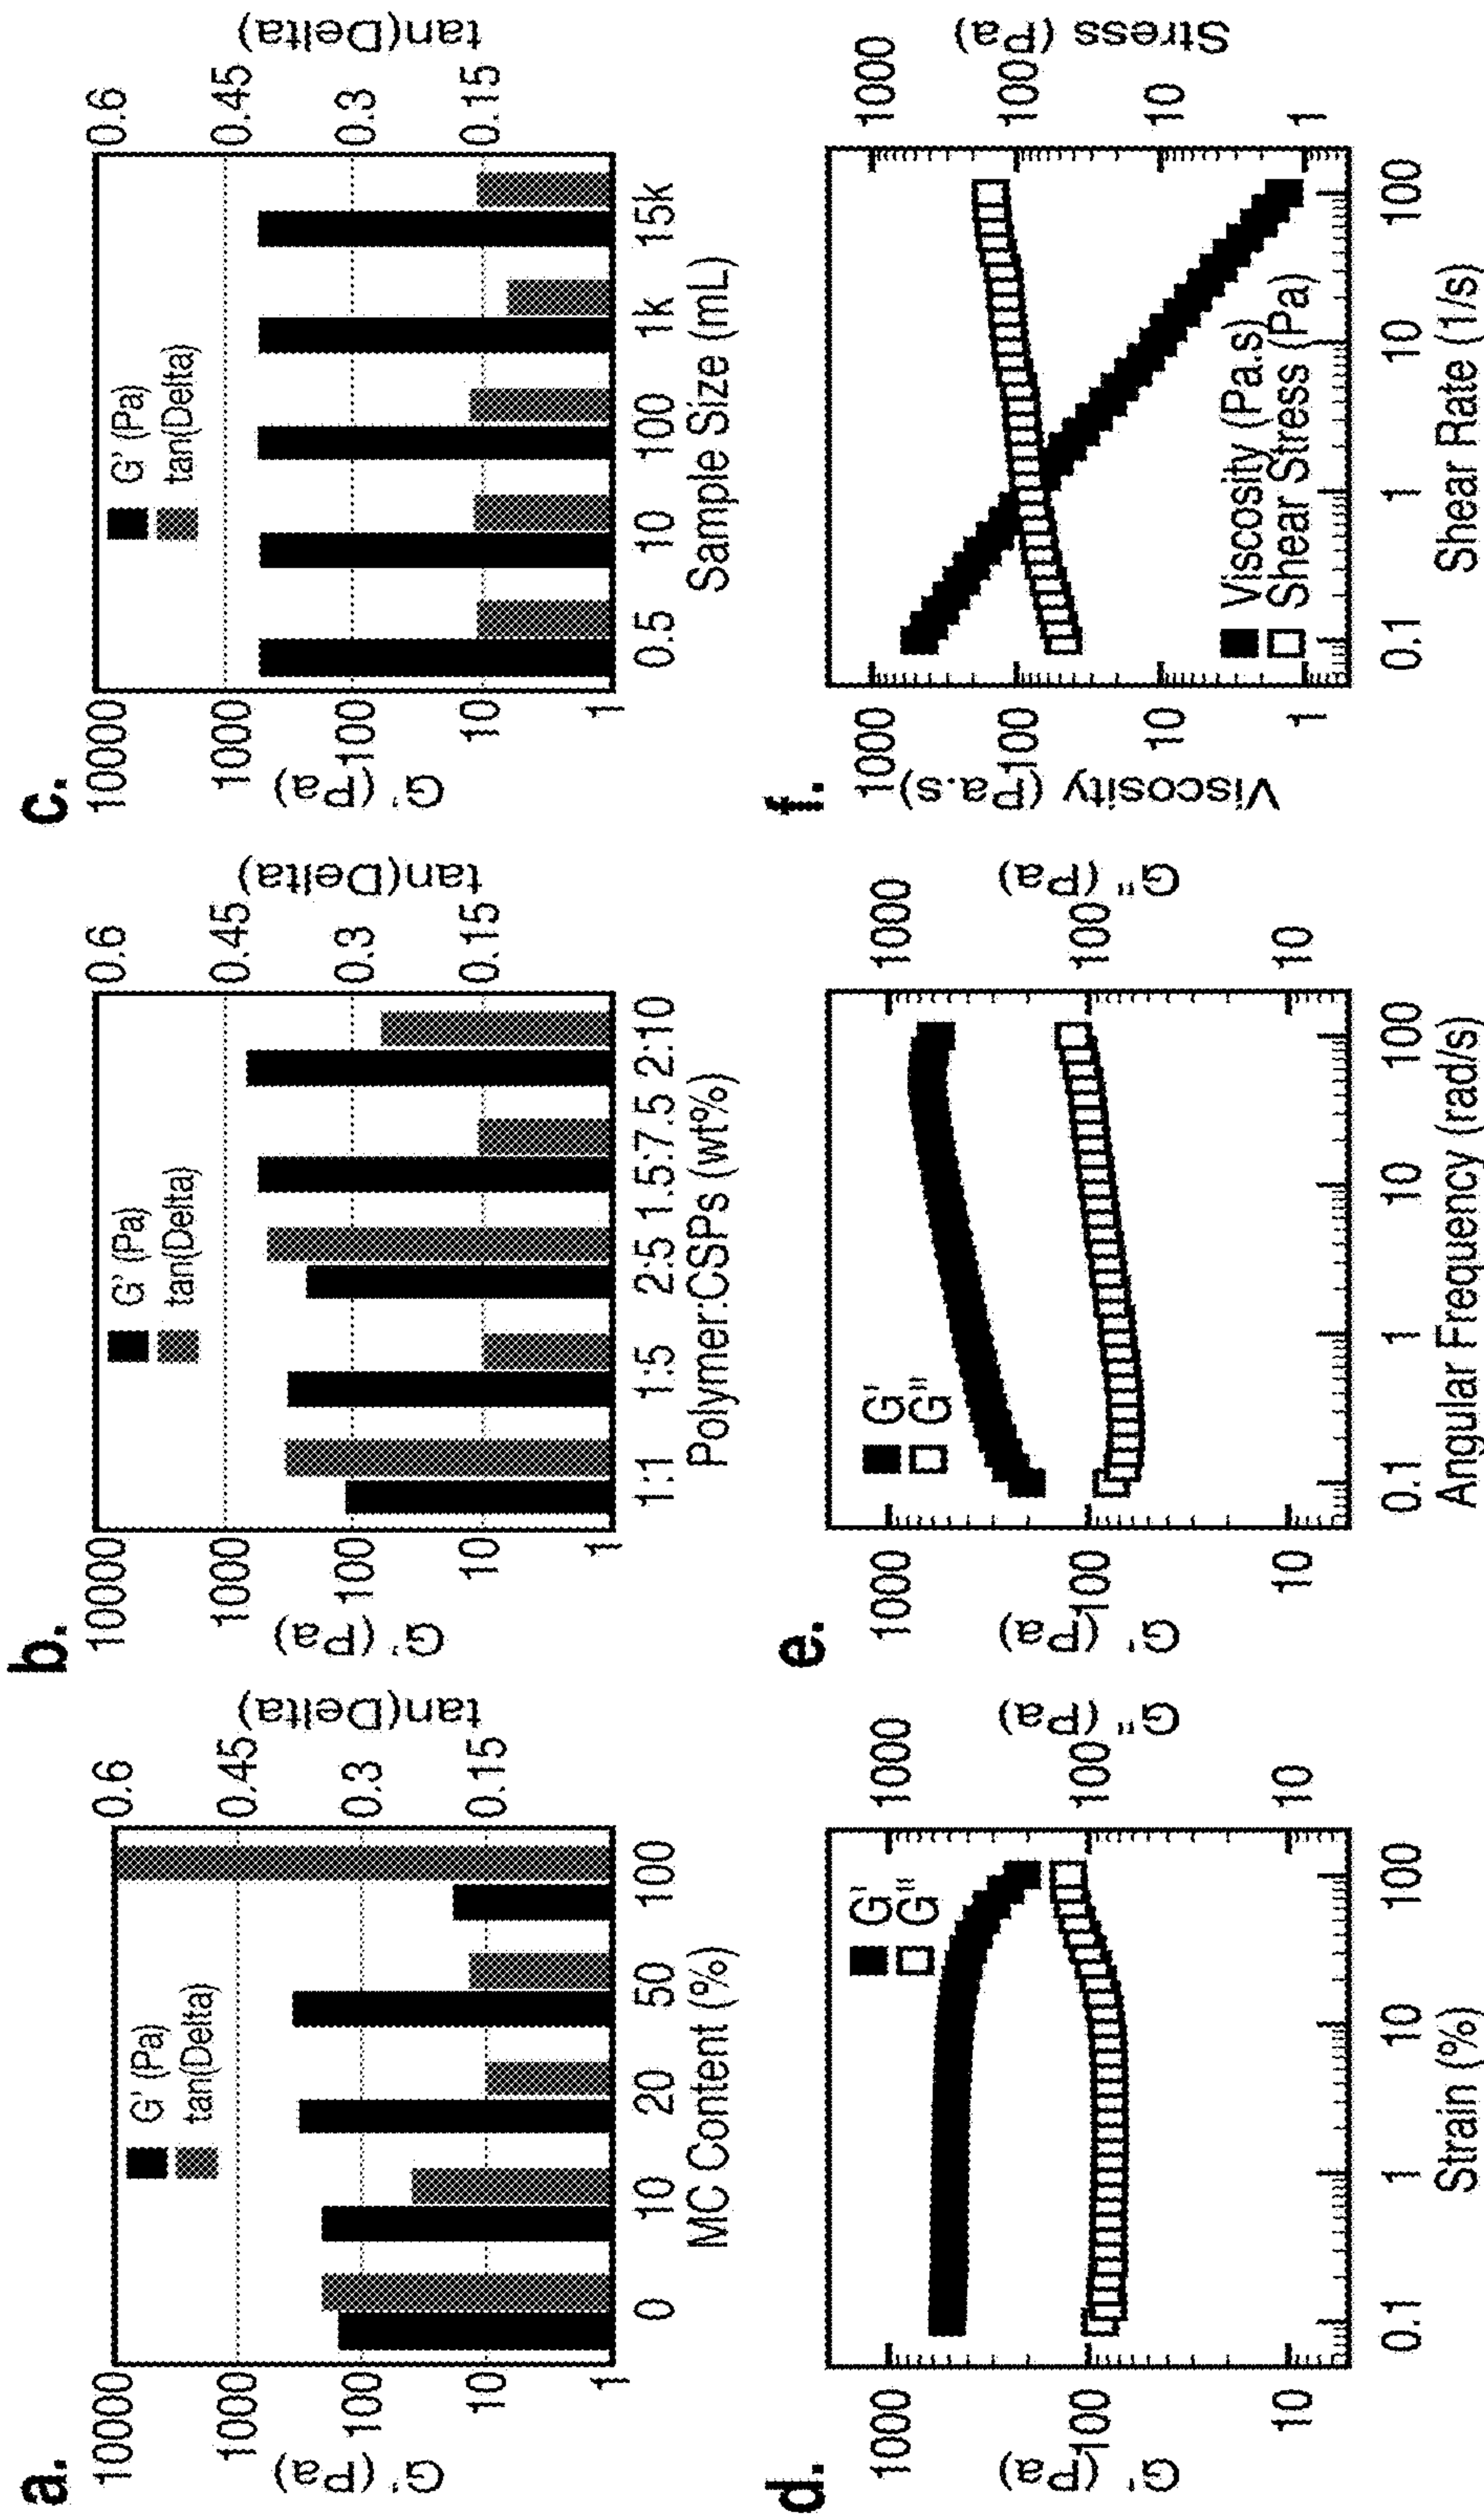 a.
10000
1000
100
10
1
G' (Pa)
G' (Pa)
tan(Delta)
0.6
0.45
0.3
0.15
tan(Delta)
0 10 20 50 100
MC Content (%)
b.
10000
1000
100
10
1
G' (Pa)
G' (Pa)
tan(Delta)
0.6
0.45
0.3
0.15
tan(Delta)
1:1 1:5 2:5 1.5:7.5 2:10
Polymer:CSPs (wt%)
c.
10000
1000
100
10
1
G' (Pa)
G' (Pa)
tan(Delta)
0.6
0.45
0.3
0.15
tan(Delta)
0.5 10 100 1k 15k
Sample Size (mL)
d.
1000
100
10
G' (Pa)
G'
G"
1000
100
10
G" (Pa)
0.1 1 10 100
Strain (%)
e.
1000
100
10
G' (Pa)
G'
G"
1000
100
10
G" (Pa)
0.1 1 10 100
Angular Frequency (rad/s)
f.
1000
100
10
1
Viscosity (Pa.s)
Viscosity (Pa.s)
Shear Stress (Pa)
1000
100
10
1
Stress (Pa)
0.1 1 10 100
Shear Rate (1/s)